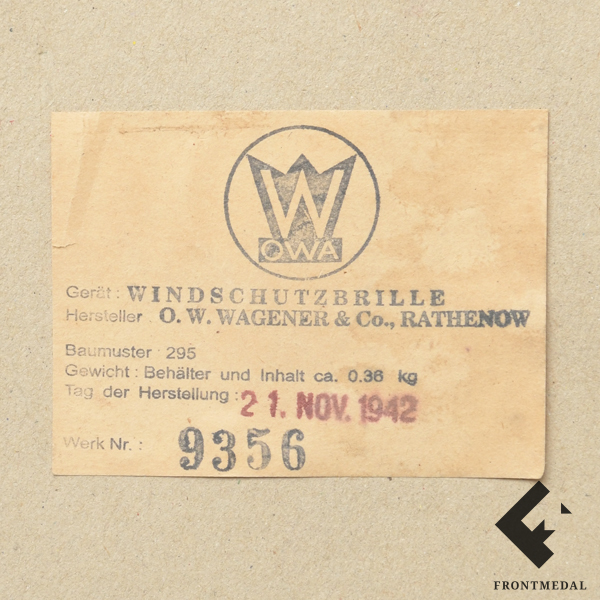 W
OWA
Gerät : WINDSCHUTZBRILLE
Hersteller O. W. WAGENER & Co., RATHENOW
Baumuster 295
Gewicht : Behälter und Inhalt ca. 0.36 kg
Tag der Herstellung : 21. NOV. 1942
Werk Nr. : 9356
FRONTMEDAL